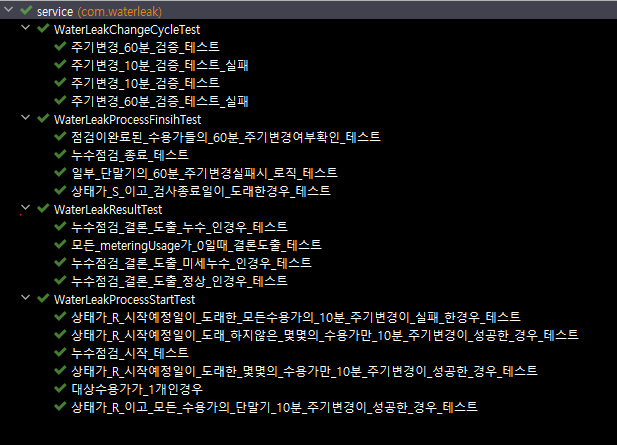 service (com.waterleak)
WaterLeakChangeCycleTest
주기변경_60분_검증_테스트
주기변경_10분_검증_테스트_실패
주기변경_10분_검증_테스트
주기변경_60분_검증_테스트_실패
WaterLeakProcessFinsihTest
점검이완료된_수용가들의_60분_주기변경여부확인_테스트
누수점검_종료_테스트
일부_단말기의_60분_주기변경실패시_로직_테스트
상태가_S_이고_검사종료일이_도래한경우_테스트
WaterLeakResultTest
누수점검_결론_도출_누수_인경우_테스트
모든_meteringUsage가_0일때_결론도출_테스트
누수점검_결론_도출_미세누수_인경우_테스트
누수점검_결론_도출_정상_인경우_테스트
WaterLeakProcessStartTest
상태가_R_시작예정일이_도래한_모든수용가의_10분_주기변경이_실패_한경우_테스트
상태가_R_시작예정일이_도래_하지않은_몇몇의_수용가만_10분_주기변경이_성공한_경우_테스트
누수점검_시작_테스트
상태가_R_시작예정일이_도래한_몇몇의_수용가만_10분_주기변경이_성공한_경우_테스트
대상수용가가_1개인경우
상태가_R_이고_모든_수용가의_단말기_10분_주기변경이_성공한_경우_테스트